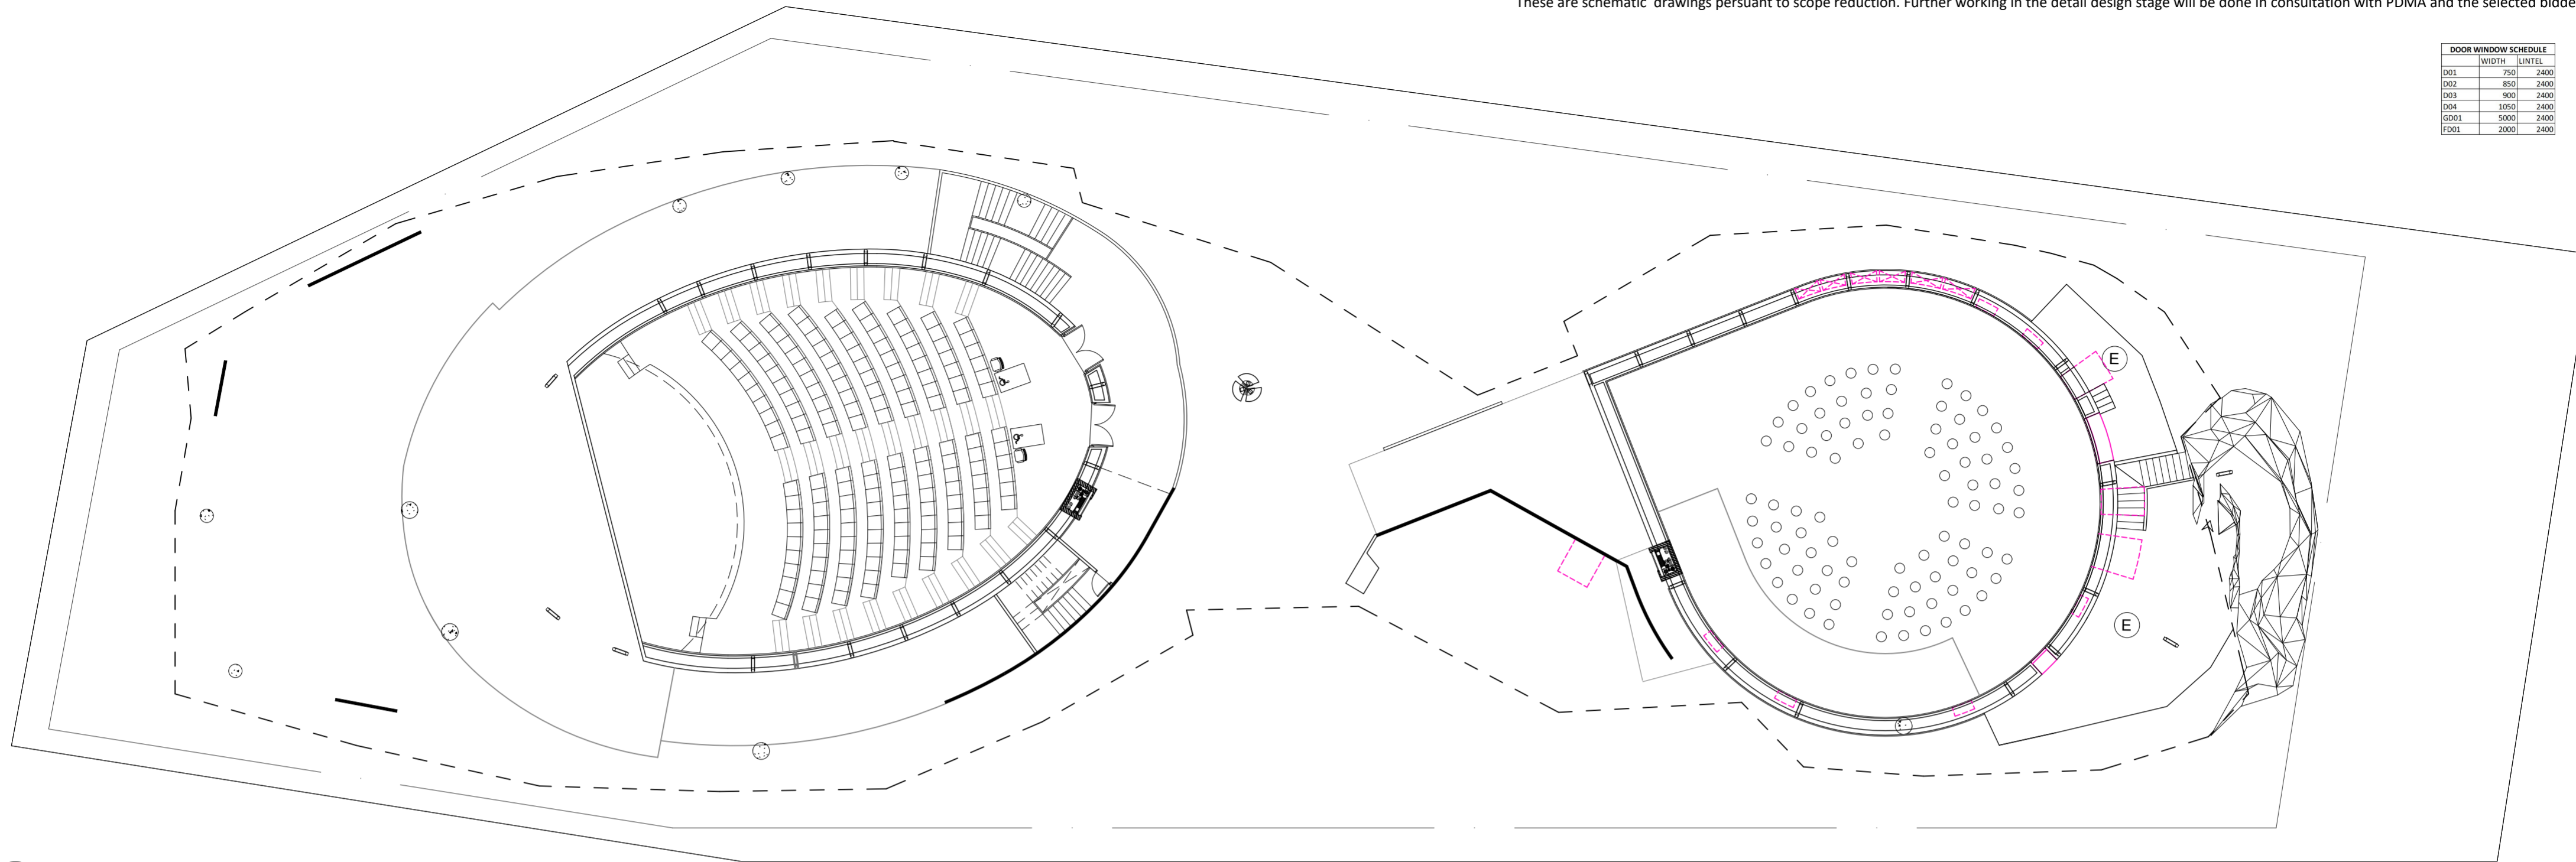 These are schematic drawings persuant to scope reduction. Further working in the detail design stage will be done in consultation with PDMA and the selected bidde
DOOR WINDOW SCHEDULE
WIDTH LINTEL
D01 750 2400
D02 850 2400
D03 900 2400
D04 1050 2400
GD01 5000 2400
FD01 2000 2400
E
E